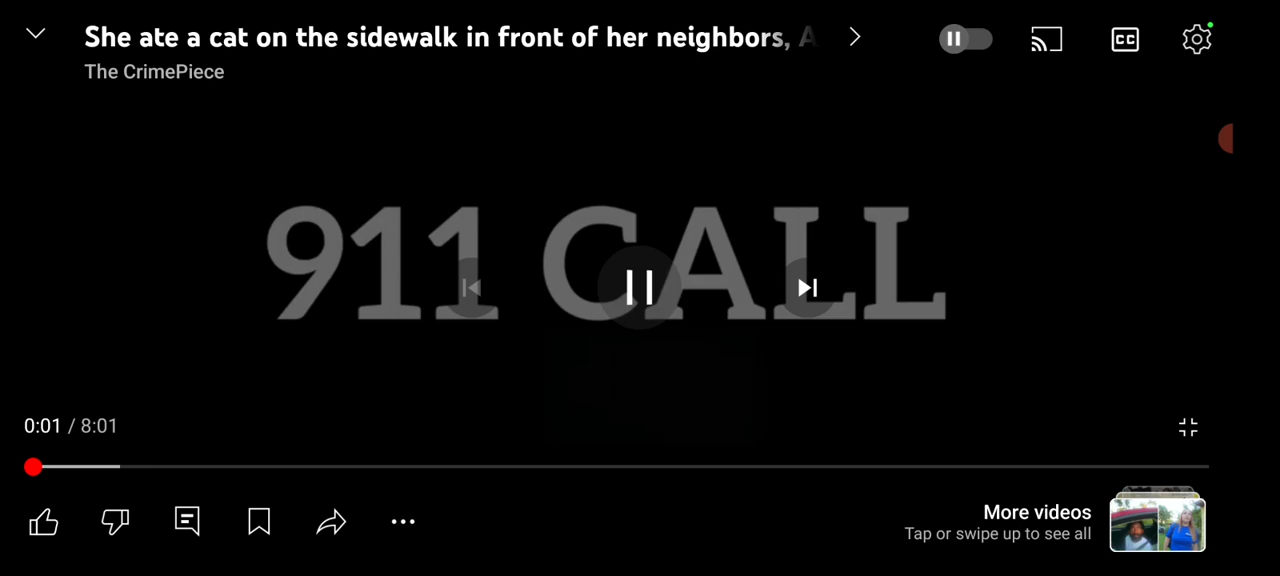 She ate a cat on the sidewalk in front of her neighbors, A
The CrimePiece
CC
911 CALL
0:01 / 8:01
More videos
Tap or swipe up to see all